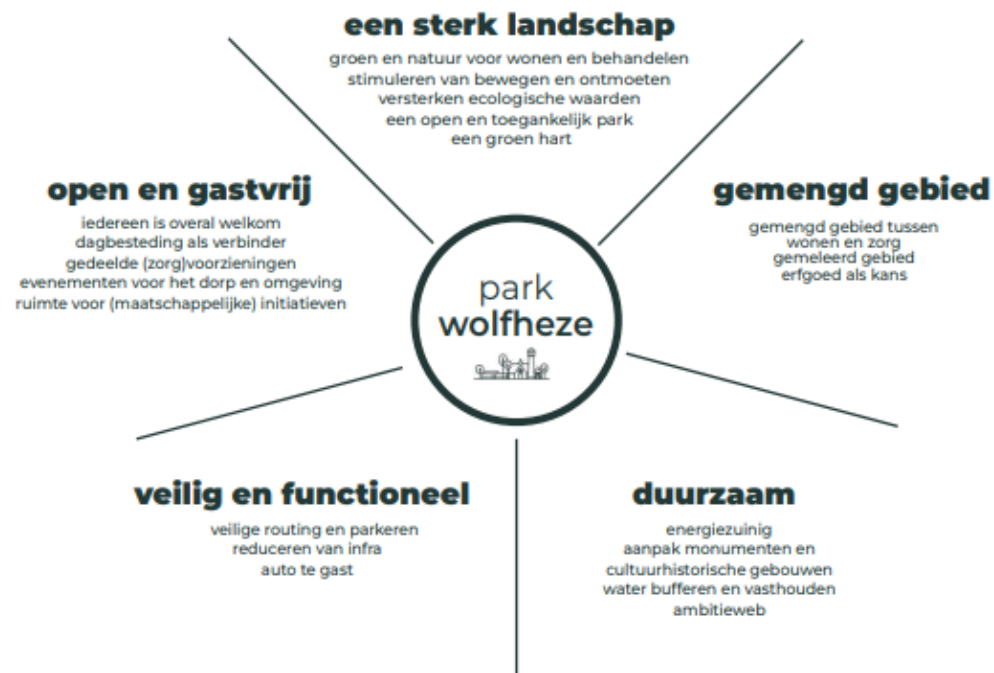 een sterk landschap
groen en natuur voor wonen en behandelen
stimuleren van bewegen en ontmoeten
versterken ecologische waarden
een open en toegankelijk park
een groen hart
open en gastvrij
iedereen is overal welkom
dagbesteding als verbinder
gedeelde (zorg)voorzieningen
evenementen voor het dorp en omgeving
ruimte voor (maatschappelijke) initiatieven
gemengd gebied
gemengd gebied tussen
wonen en zorg
gemeleerd gebied
erfgoed als kans
park
wolfheze
veilig en functioneel
veilige routing en parkeren
reduceren van infra
auto te gast
duurzaam
energiezuinig
aanpak monumenten en
cultuurhistorische gebouwen
water bufferen en vasthouden
ambitieweb